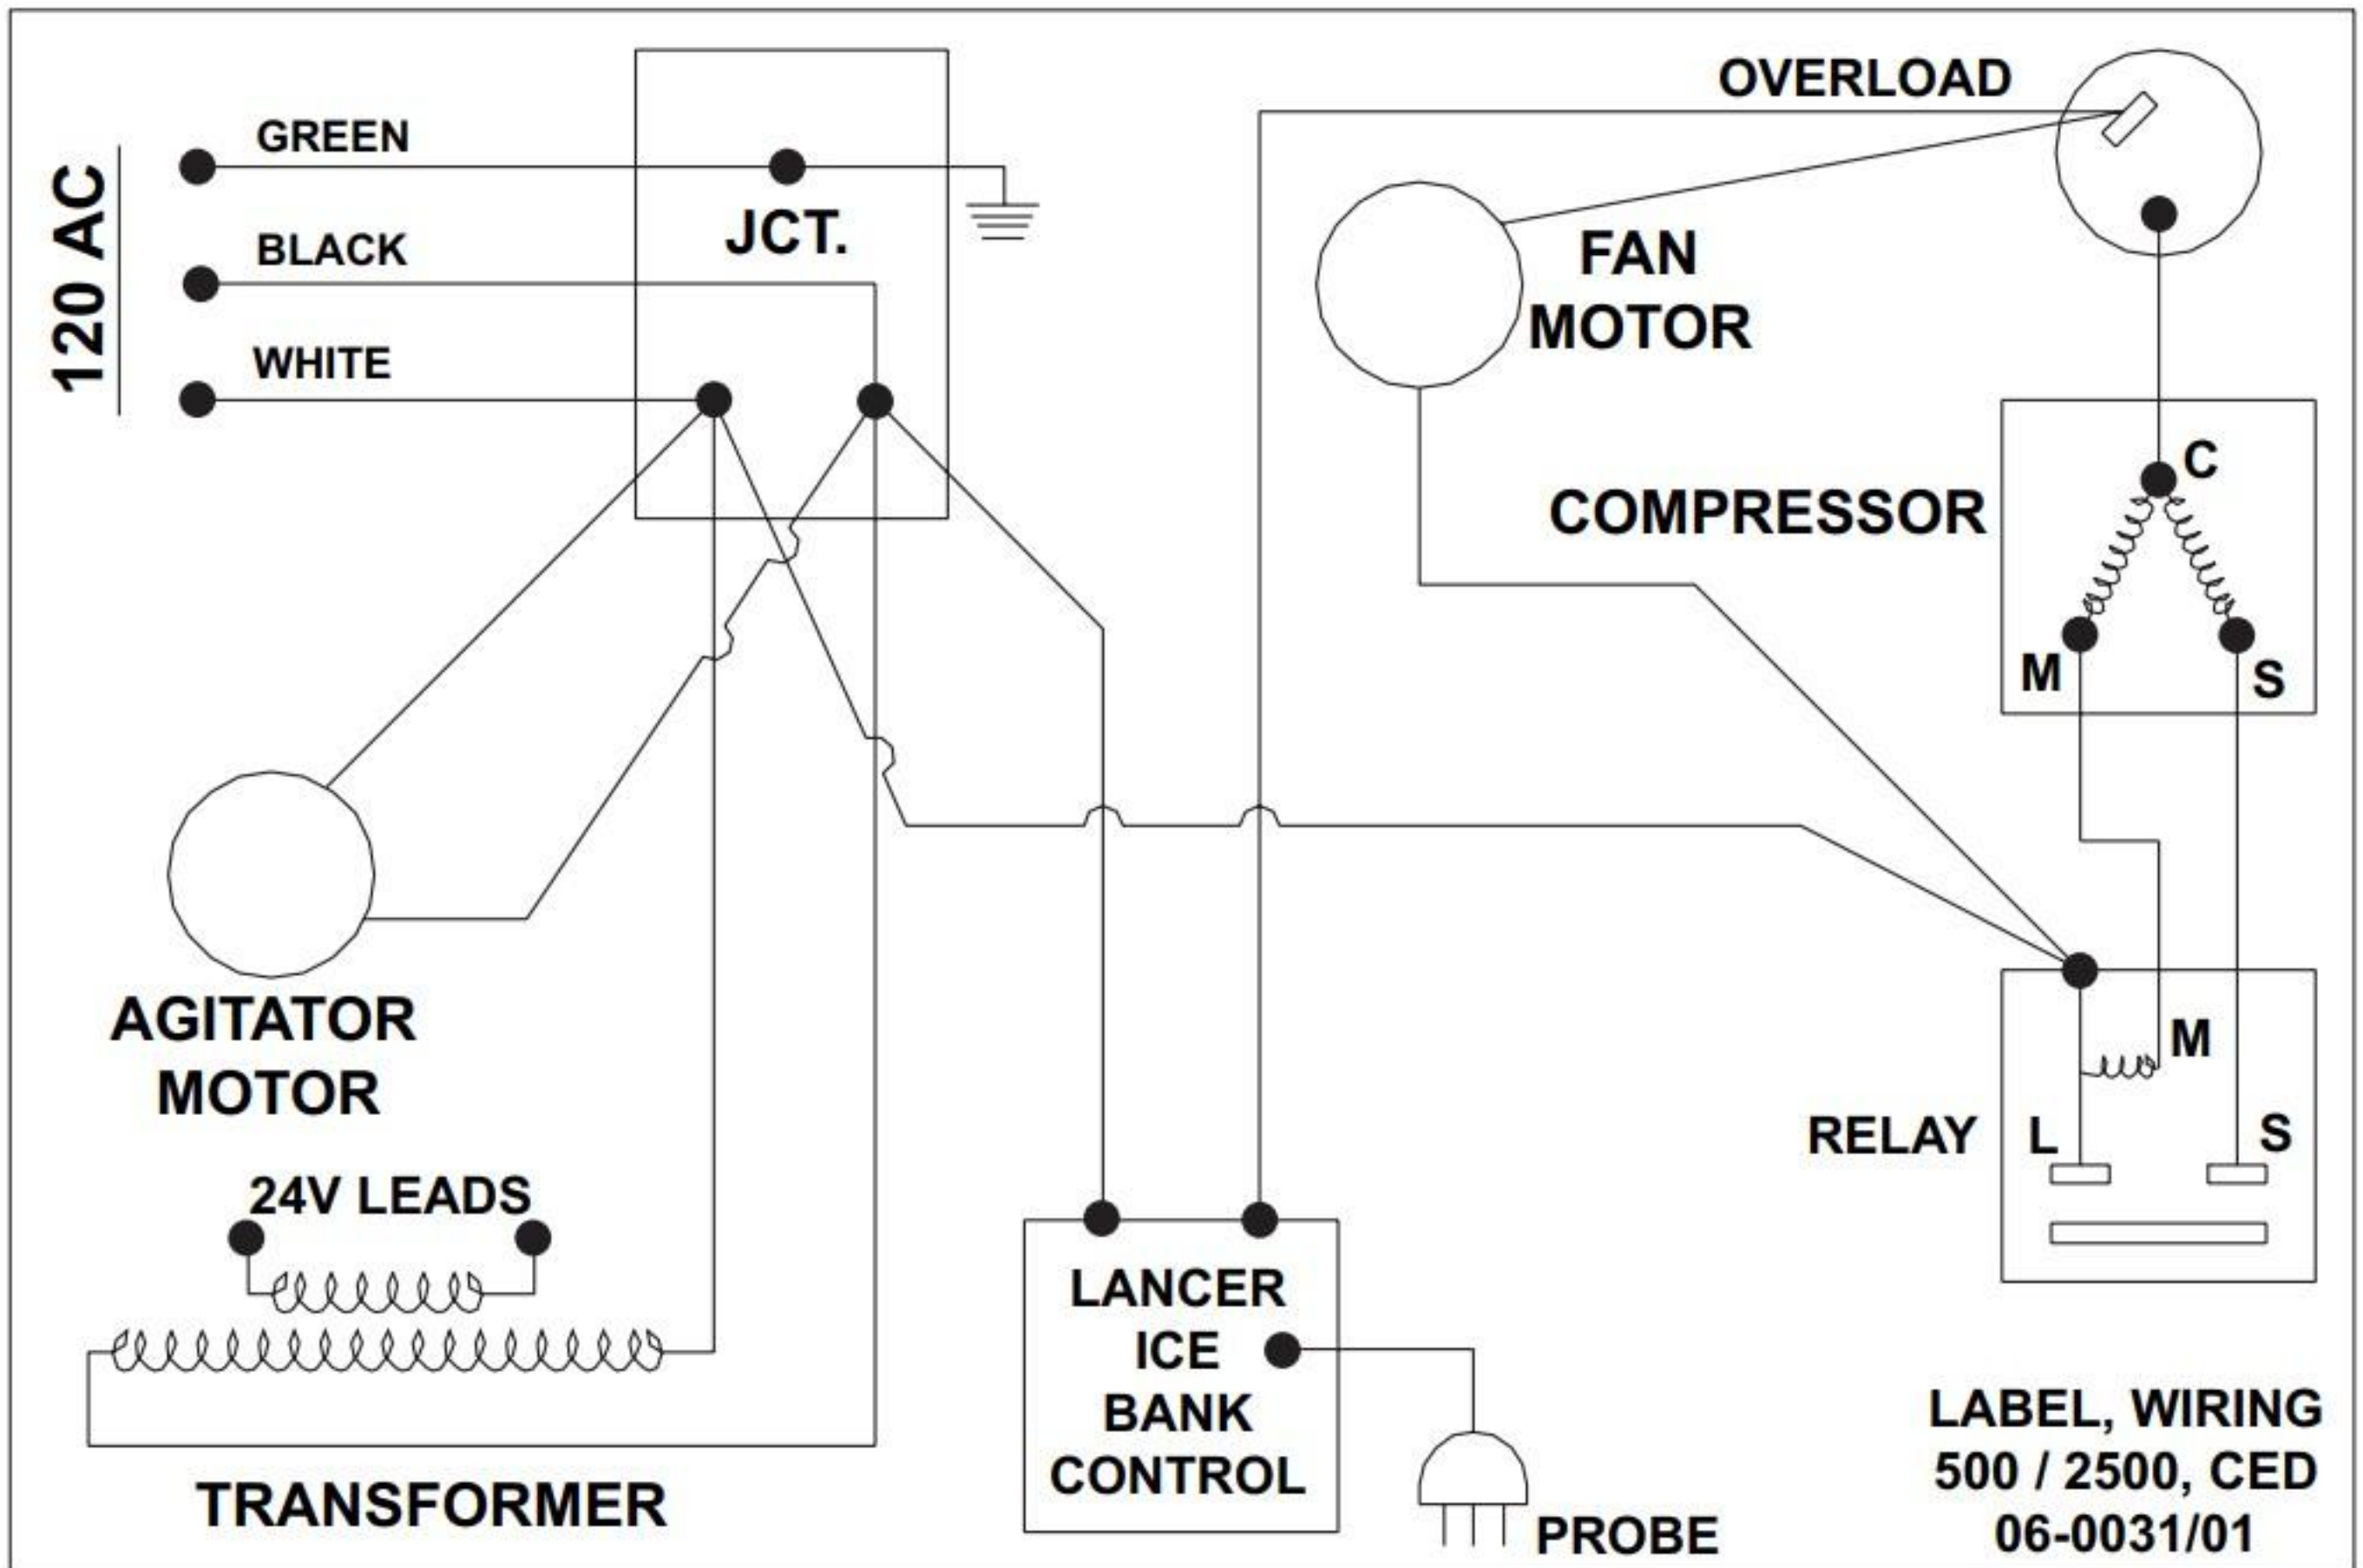 120 AC
GREEN
BLACK
WHITE
JCT.
OVERLOAD
FAN
MOTOR
COMPRESSOR
C
M
S
AGITATOR
MOTOR
24V LEADS
TRANSFORMER
LANCER
ICE
BANK
CONTROL
PROBE
RELAY
M
L
S
LABEL, WIRING
500 / 2500, CED
06-0031/01